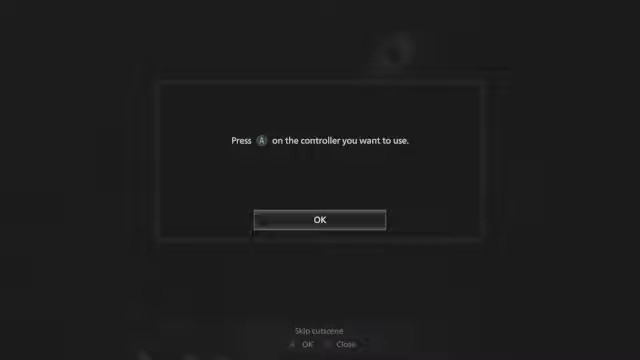 Press A on the controller you want to use.
OK
Skip cutscene
A OK Close